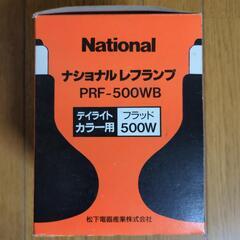 National
ナショナル レフランプ
PRF-500WB
デイライト
カラー用
フラッド
500W
松下電器産業株式会社